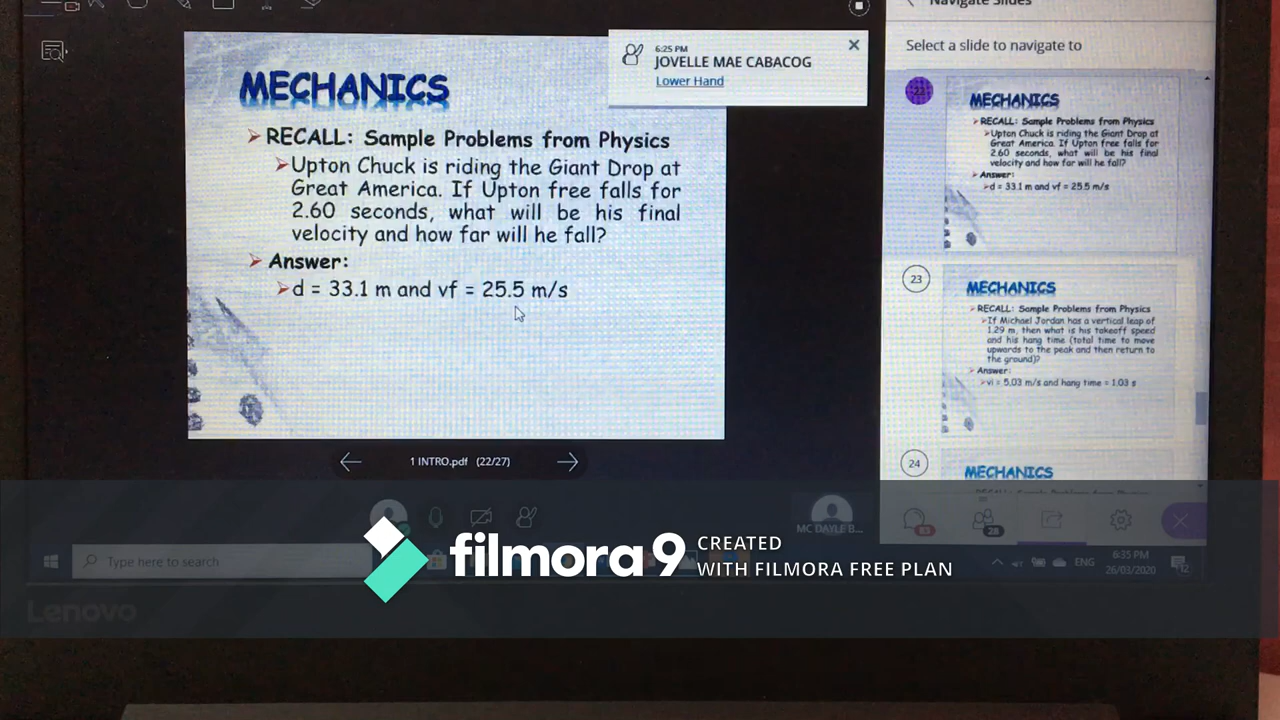 Navigate Slides
Select a slide to navigate to
6:25 PM
JOVELLE MAE CABACOG
Lower Hand
MECHANICS
RECALL: Sample Problems from Physics
Upton Chuck is riding the Giant Drop at
Great America. If Upton free falls for
2.60 seconds, what will be his final
velocity and how far will he fall?
Answer:
d = 33.1 m and vf = 25.5 m/s
1 INTRO.pdf (22/27)
MECHANICS
RECALL: Sample Problems from Physics
Upton Chuck is riding the Giant Drop at
Great America. If Upton free falls for
2.60 seconds, what will be his final
velocity and how far will he fall?
Answer:
d = 33.1 m and vf = 25.5 m/s
23
MECHANICS
RECALL: Sample Problems from Physics
If Michael Jordan has a vertical leap of
1.29 m, then what is his takeoff speed
and his hang time (total time to move
upwards to the peak and then return to
the ground)?
Answer:
vi = 5.03 m/s and hang time = 1.03 s
24
MECHANICS
MC DAYLE B...
28
Type here to search
ENG
6:35 PM
26/03/2020
12
filmora9
CREATED
WITH FILMORA FREE PLAN
Lenovo